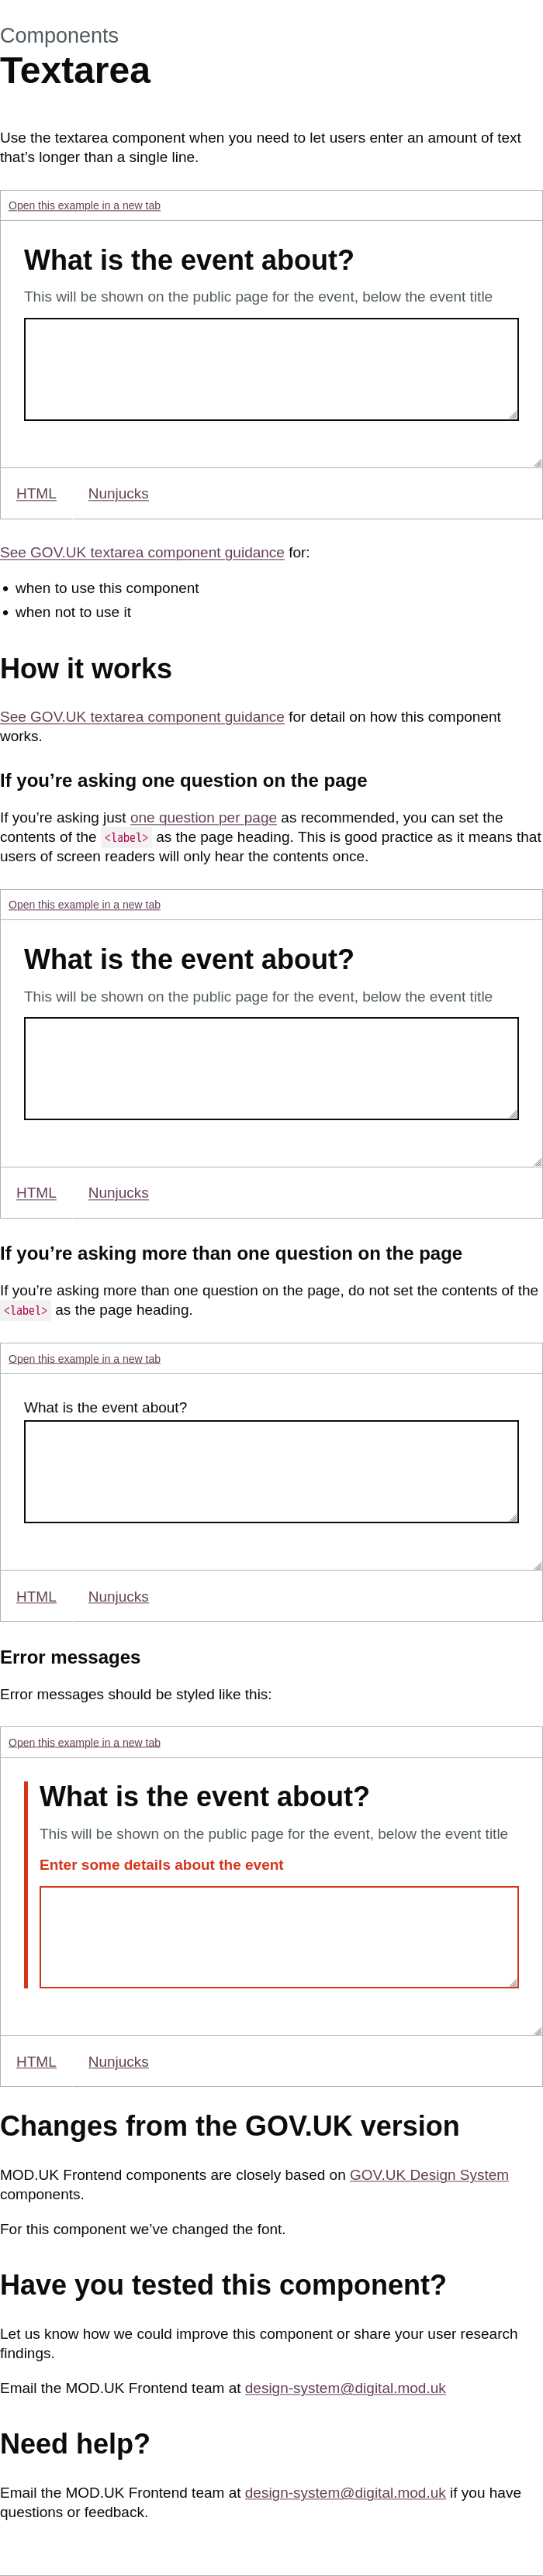 Components
Textarea
Use the textarea component when you need to let users enter an amount of text
that’s longer than a single line.
Open this example in a new tab
What is the event about?
This will be shown on the public page for the event, below the event title
HTML Nunjucks
See GOV.UK textarea component guidance for:
• when to use this component
• when not to use it
How it works
See GOV.UK textarea component guidance for detail on how this component
works.
If you’re asking one question on the page
If you’re asking just one question per page as recommended, you can set the
contents of the <label> as the page heading. This is good practice as it means that
users of screen readers will only hear the contents once.
Open this example in a new tab
What is the event about?
This will be shown on the public page for the event, below the event title
HTML Nunjucks
If you’re asking more than one question on the page
If you’re asking more than one question on the page, do not set the contents of the
<label> as the page heading.
Open this example in a new tab
What is the event about?
HTML Nunjucks
Error messages
Error messages should be styled like this:
Open this example in a new tab
What is the event about?
This will be shown on the public page for the event, below the event title
Enter some details about the event
HTML Nunjucks
Changes from the GOV.UK version
MOD.UK Frontend components are closely based on GOV.UK Design System
components.
For this component we’ve changed the font.
Have you tested this component?
Let us know how we could improve this component or share your user research
findings.
Email the MOD.UK Frontend team at design-system@digital.mod.uk
Need help?
Email the MOD.UK Frontend team at design-system@digital.mod.uk if you have
questions or feedback.